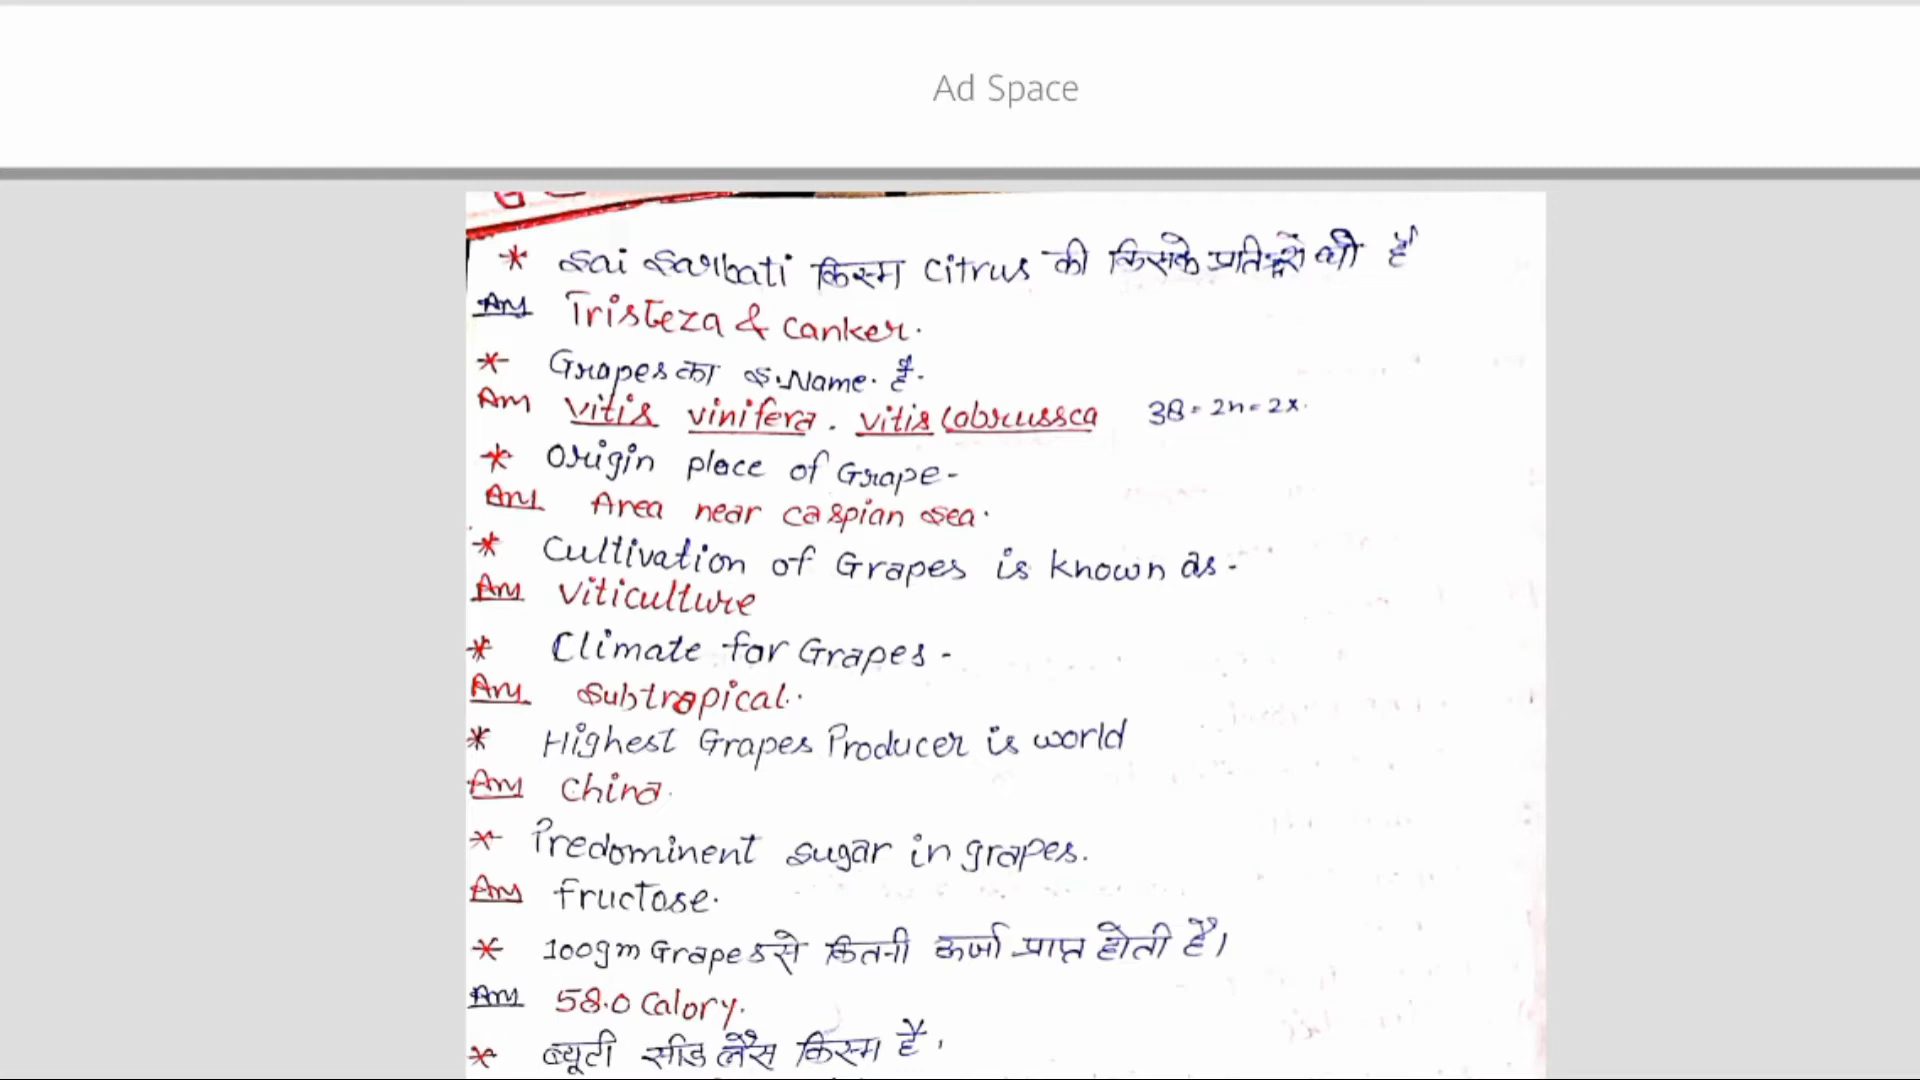 Ad Space
* Sai Sarbati किस्म Citrus की किसके प्रति है
Ans Tristeza & canker.
* Grapes का S.Name. है.
Ans Vitis vinifera. Vitis Labrussca 38=2n=2x.
* Origin place of Grape-
Ans Area near caspian sea.
* Cultivation of Grapes is known as -
Ans Viticulture
* Climate for Grapes -
Ans Subtropical.
* Highest Grapes Producer is world
Ans China.
* Predominent sugar in grapes.
Ans fructose.
* 100gm Grapes से कितनी ऊर्जा प्राप्त होती है।
Ans 58.0 Calory.
* ब्यूटी सीड लैस किस्म है।